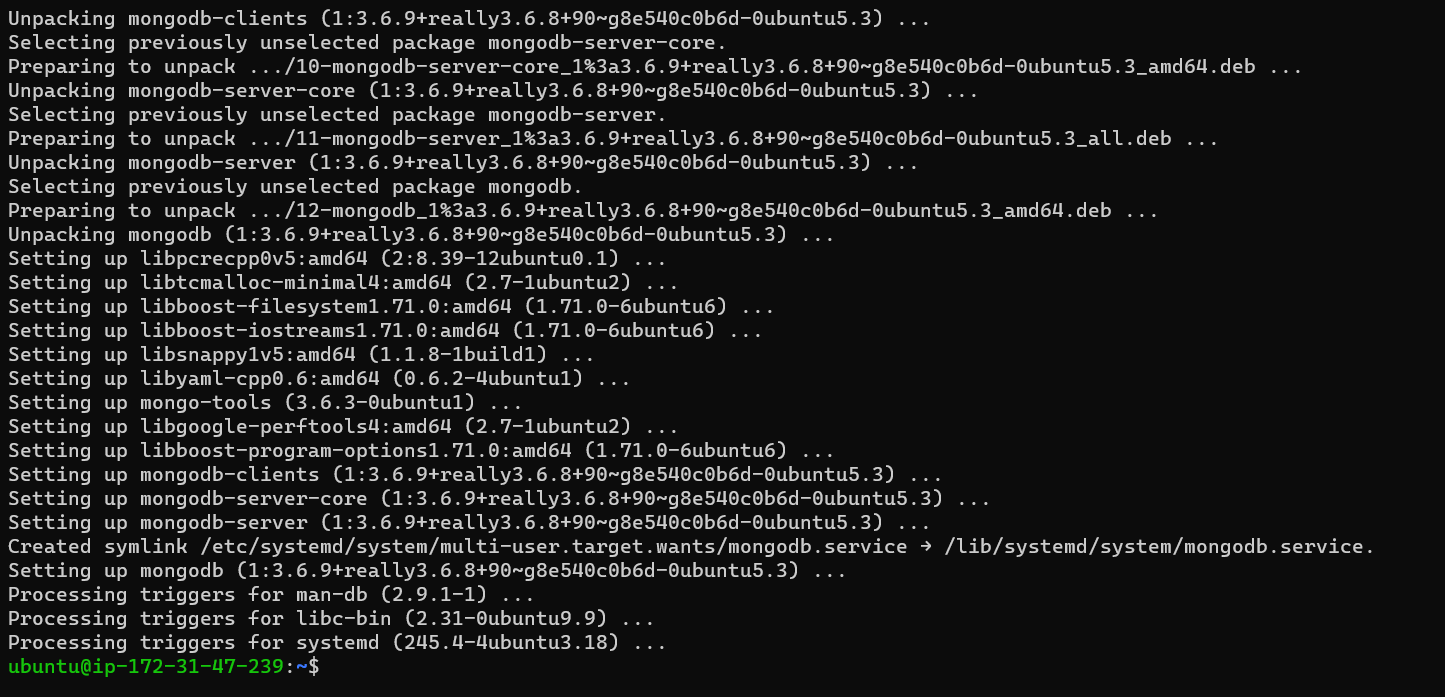 Unpacking mongodb-clients (1:3.6.9+really3.6.8+90~g8e540c0b6d-0ubuntu5.3) ...
Selecting previously unselected package mongodb-server-core.
Preparing to unpack .../10-mongodb-server-core_1%3a3.6.9+really3.6.8+90~g8e540c0b6d-0ubuntu5.3_amd64.deb ...
Unpacking mongodb-server-core (1:3.6.9+really3.6.8+90~g8e540c0b6d-0ubuntu5.3) ...
Selecting previously unselected package mongodb-server.
Preparing to unpack .../11-mongodb-server_1%3a3.6.9+really3.6.8+90~g8e540c0b6d-0ubuntu5.3_all.deb ...
Unpacking mongodb-server (1:3.6.9+really3.6.8+90~g8e540c0b6d-0ubuntu5.3) ...
Selecting previously unselected package mongodb.
Preparing to unpack .../12-mongodb_1%3a3.6.9+really3.6.8+90~g8e540c0b6d-0ubuntu5.3_amd64.deb ...
Unpacking mongodb (1:3.6.9+really3.6.8+90~g8e540c0b6d-0ubuntu5.3) ...
Setting up libpcrecpp0v5:amd64 (2:8.39-12ubuntu0.1) ...
Setting up libtcmalloc-minimal4:amd64 (2.7-1ubuntu2) ...
Setting up libboost-filesystem1.71.0:amd64 (1.71.0-6ubuntu6) ...
Setting up libboost-iostreams1.71.0:amd64 (1.71.0-6ubuntu6) ...
Setting up libsnappy1v5:amd64 (1.1.8-1build1) ...
Setting up libyaml-cpp0.6:amd64 (0.6.2-4ubuntu1) ...
Setting up mongo-tools (3.6.3-0ubuntu1) ...
Setting up libgoogle-perftools4:amd64 (2.7-1ubuntu2) ...
Setting up libboost-program-options1.71.0:amd64 (1.71.0-6ubuntu6) ...
Setting up mongodb-clients (1:3.6.9+really3.6.8+90~g8e540c0b6d-0ubuntu5.3) ...
Setting up mongodb-server-core (1:3.6.9+really3.6.8+90~g8e540c0b6d-0ubuntu5.3) ...
Setting up mongodb-server (1:3.6.9+really3.6.8+90~g8e540c0b6d-0ubuntu5.3) ...
Created symlink /etc/systemd/system/multi-user.target.wants/mongodb.service → /lib/systemd/system/mongodb.service.
Setting up mongodb (1:3.6.9+really3.6.8+90~g8e540c0b6d-0ubuntu5.3) ...
Processing triggers for man-db (2.9.1-1) ...
Processing triggers for libc-bin (2.31-0ubuntu9.9) ...
Processing triggers for systemd (245.4-4ubuntu3.18) ...
ubuntu@ip-172-31-47-239:~$